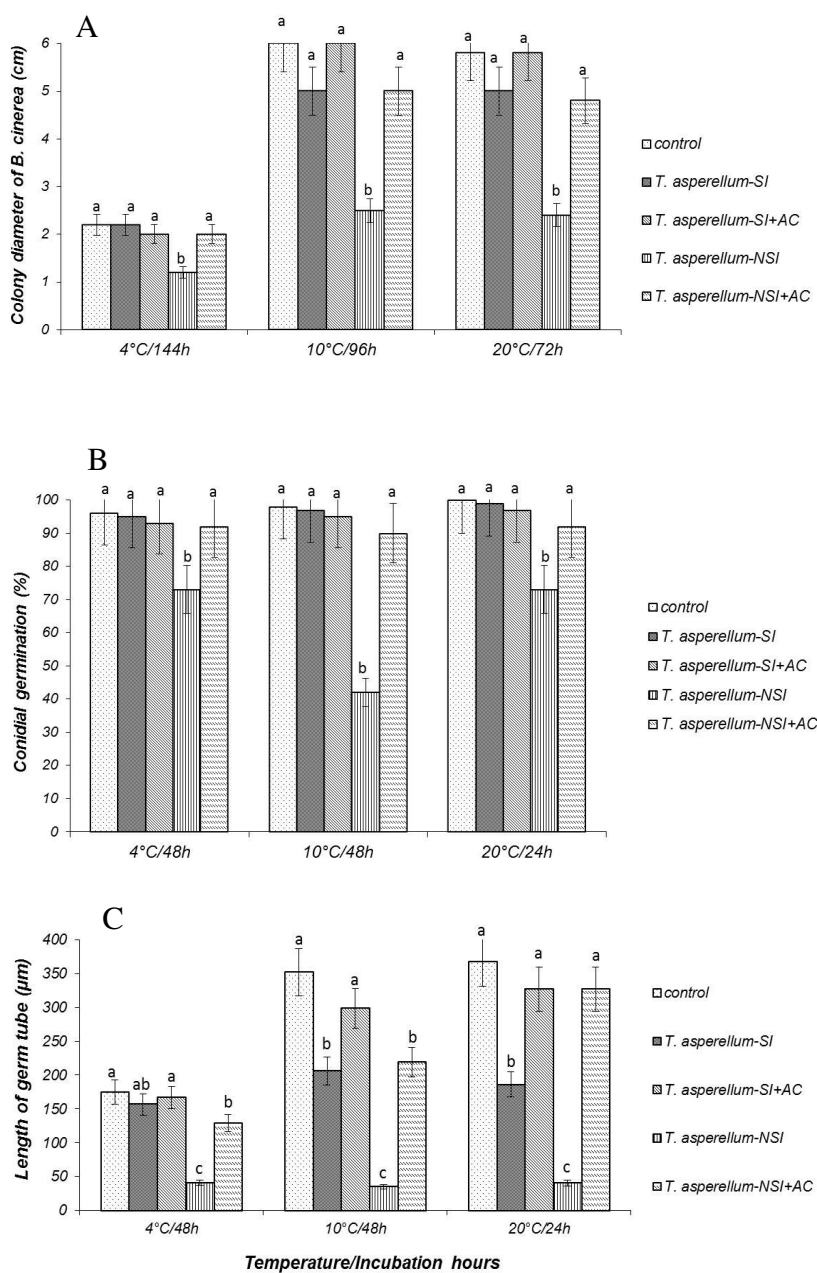 A
a a a a a a
a a
6
5
4
3
2
1
0
Colony diameter of B. cinerea (cm)
a a a b a
b
b
4°C/144h 10°C/96h 20°C/72h
control
T. asperellum-SI
T. asperellum-SI+AC
T. asperellum-NSI
T. asperellum-NSI+AC
B
a a a a a a a a a a a a
b b
b
100
90
80
70
60
50
40
30
20
10
0
Conidial germination (%)
4°C/48h 10°C/48h 20°C/24h
control
T. asperellum-SI
T. asperellum-SI+AC
T. asperellum-NSI
T. asperellum-NSI+AC
C
400
350
300
250
200
150
100
50
0
Length of germ tube (µm)
a ab a c b
a b a c b
a b a c a
4°C/48h 10°C/48h 20°C/24h
control
T. asperellum-SI
T. asperellum-SI+AC
T. asperellum-NSI
T. asperellum-NSI+AC
Temperature/Incubation hours